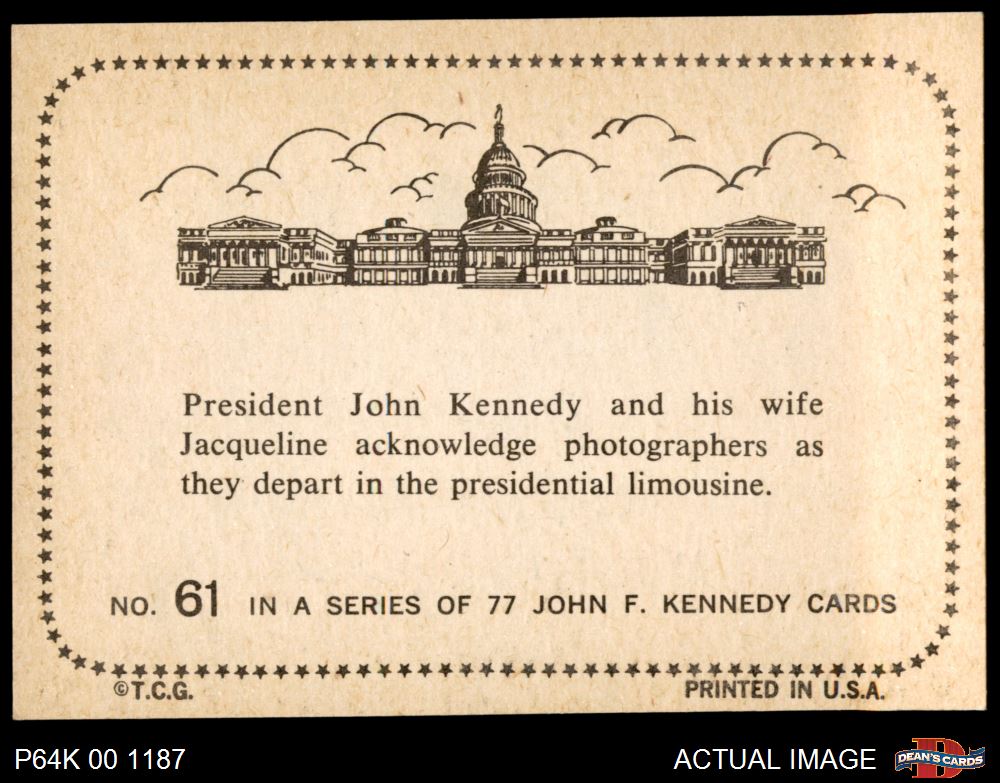 President John Kennedy and his wife
Jacqueline acknowledge photographers as
they depart in the presidential limousine.
NO. 61 IN A SERIES OF 77 JOHN F. KENNEDY CARDS
©T.C.G. PRINTED IN U.S.A.
P64K 00 1187 ACTUAL IMAGE DEAN'S CARDS